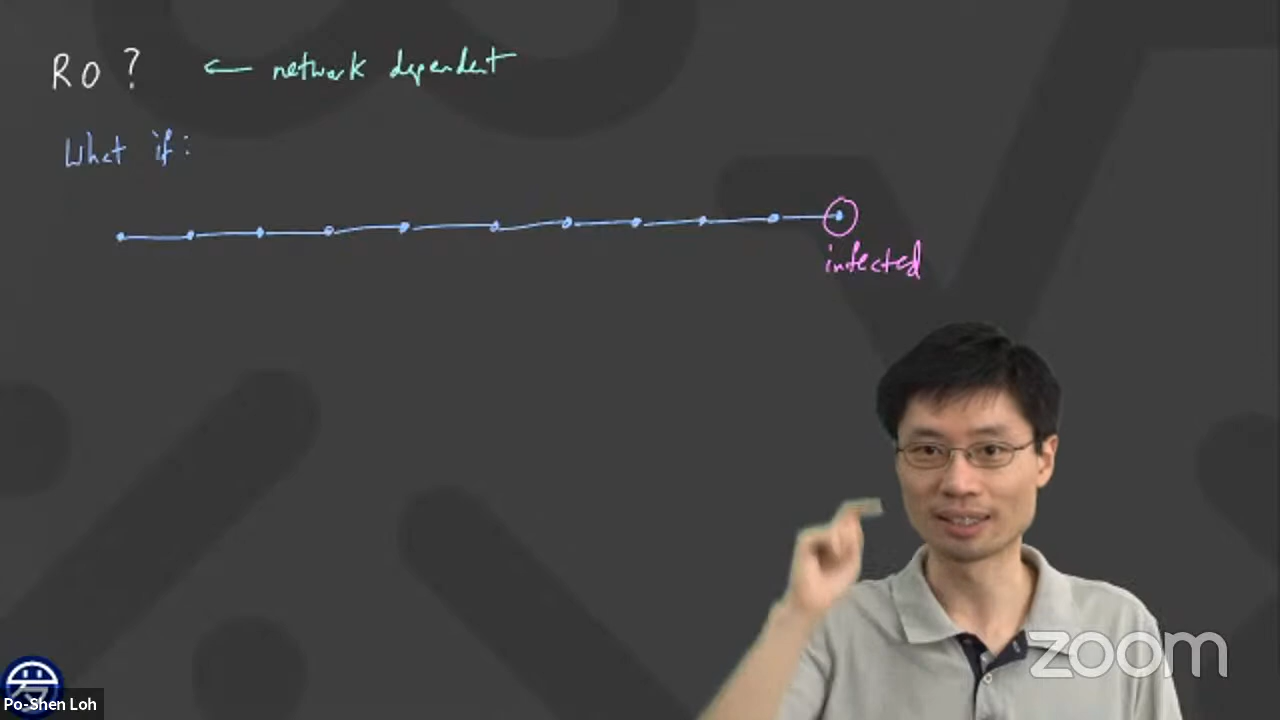 R0? ← network dependent
What if:
infected
zoom
Po-Shen Loh